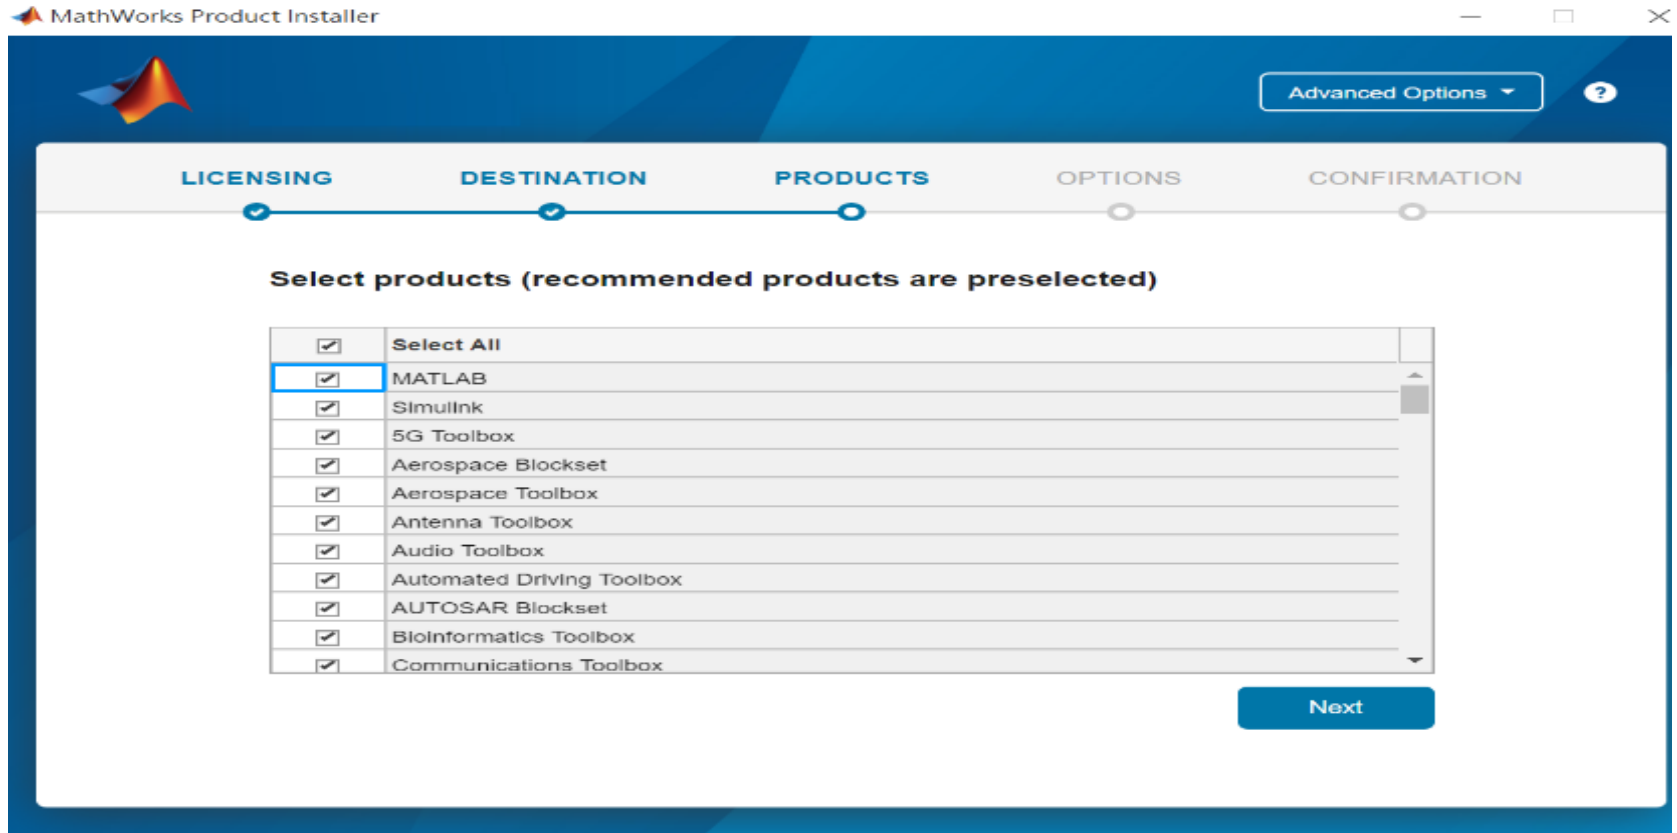 MathWorks Product Installer
Advanced Options
?
LICENSING DESTINATION PRODUCTS OPTIONS CONFIRMATION
Select products (recommended products are preselected)
Select All
MATLAB
Simulink
5G Toolbox
Aerospace Blockset
Aerospace Toolbox
Antenna Toolbox
Audio Toolbox
Automated Driving Toolbox
AUTOSAR Blockset
Bioinformatics Toolbox
Communications Toolbox
Next